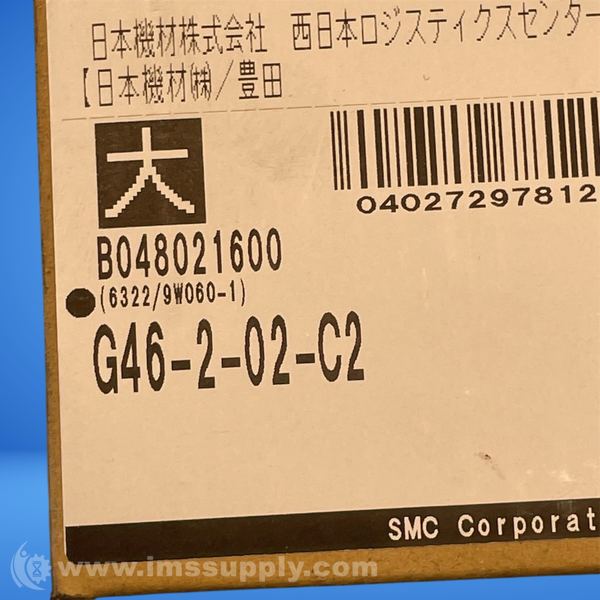 日本機材株式会社 西日本ロジスティクスセンター
【日本機材㈱/豊田
大
04027297812
B048021600
(6322/9W060-1)
G46-2-02-C2
SMC Corporat
www.imssupply.com